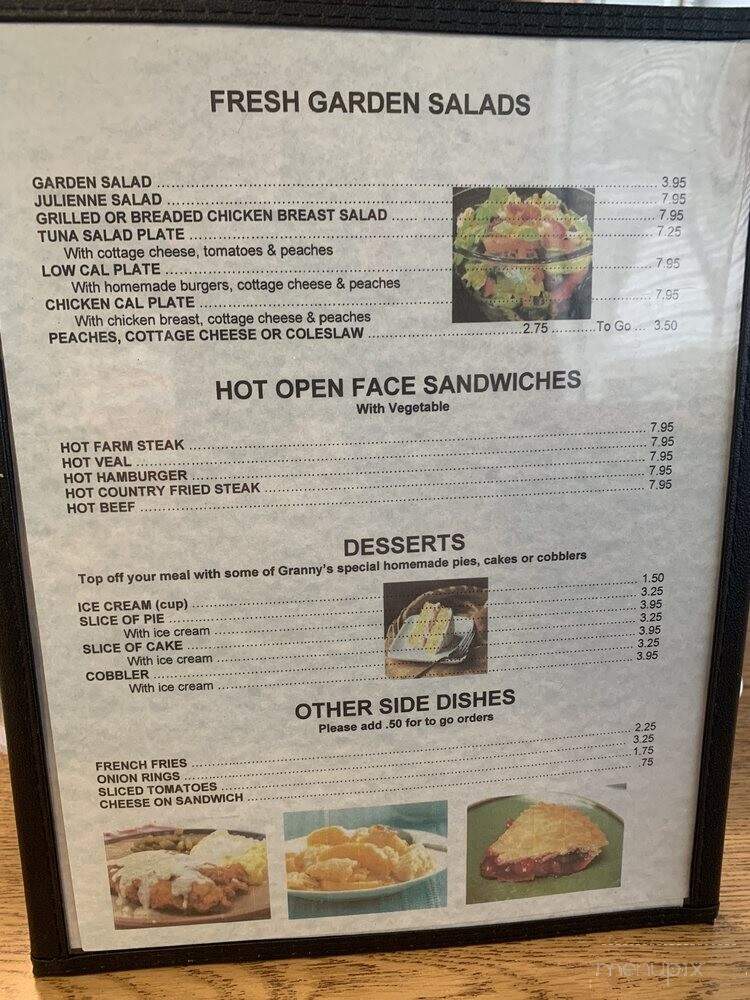 FRESH GARDEN SALADS
GARDEN SALAD ........ 3.95
JULIENNE SALAD ........ 7.95
GRILLED OR BREADED CHICKEN BREAST SALAD ........ 7.95
TUNA SALAD PLATE ........ 7.25
With cottage cheese, tomatoes & peaches
LOW CAL PLATE ........ 7.95
With homemade burgers, cottage cheese & peaches
CHICKEN CAL PLATE ........ 7.95
With chicken breast, cottage cheese & peaches
PEACHES, COTTAGE CHEESE OR COLESLAW ........ 2.75 ........ To Go ... 3.50
HOT OPEN FACE SANDWICHES
With Vegetable
HOT FARM STEAK ........ 7.95
HOT VEAL ........ 7.95
HOT HAMBURGER ........ 7.95
HOT COUNTRY FRIED STEAK ........ 7.95
HOT BEEF ........ 7.95
DESSERTS
Top off your meal with some of Granny's special homemade pies, cakes or cobblers
ICE CREAM (cup) ........ 1.50
SLICE OF PIE ........ 3.25
With ice cream ........ 3.95
SLICE OF CAKE ........ 3.25
With ice cream ........ 3.95
COBBLER ........ 3.25
With ice cream ........ 3.95
OTHER SIDE DISHES
Please add .50 for to go orders
FRENCH FRIES ........ 2.25
ONION RINGS ........ 3.25
SLICED TOMATOES ........ 1.75
CHEESE ON SANDWICH ........ .75
menupix